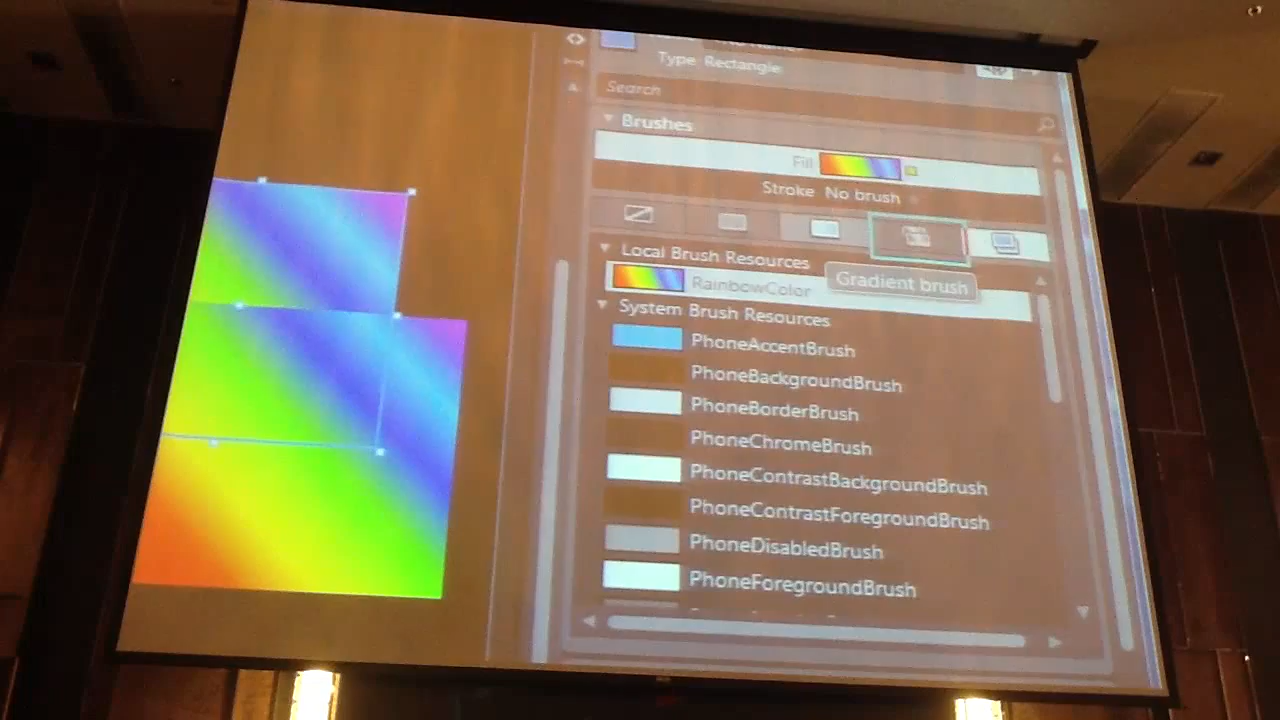 Type Rectangle
Search
Brushes
Fill
Stroke No brush
Local Brush Resources
Gradient brush
RainbowColor
System Brush Resources
PhoneAccentBrush
PhoneBackgroundBrush
PhoneBorderBrush
PhoneChromeBrush
PhoneContrastBackgroundBrush
PhoneContrastForegroundBrush
PhoneDisabledBrush
PhoneForegroundBrush